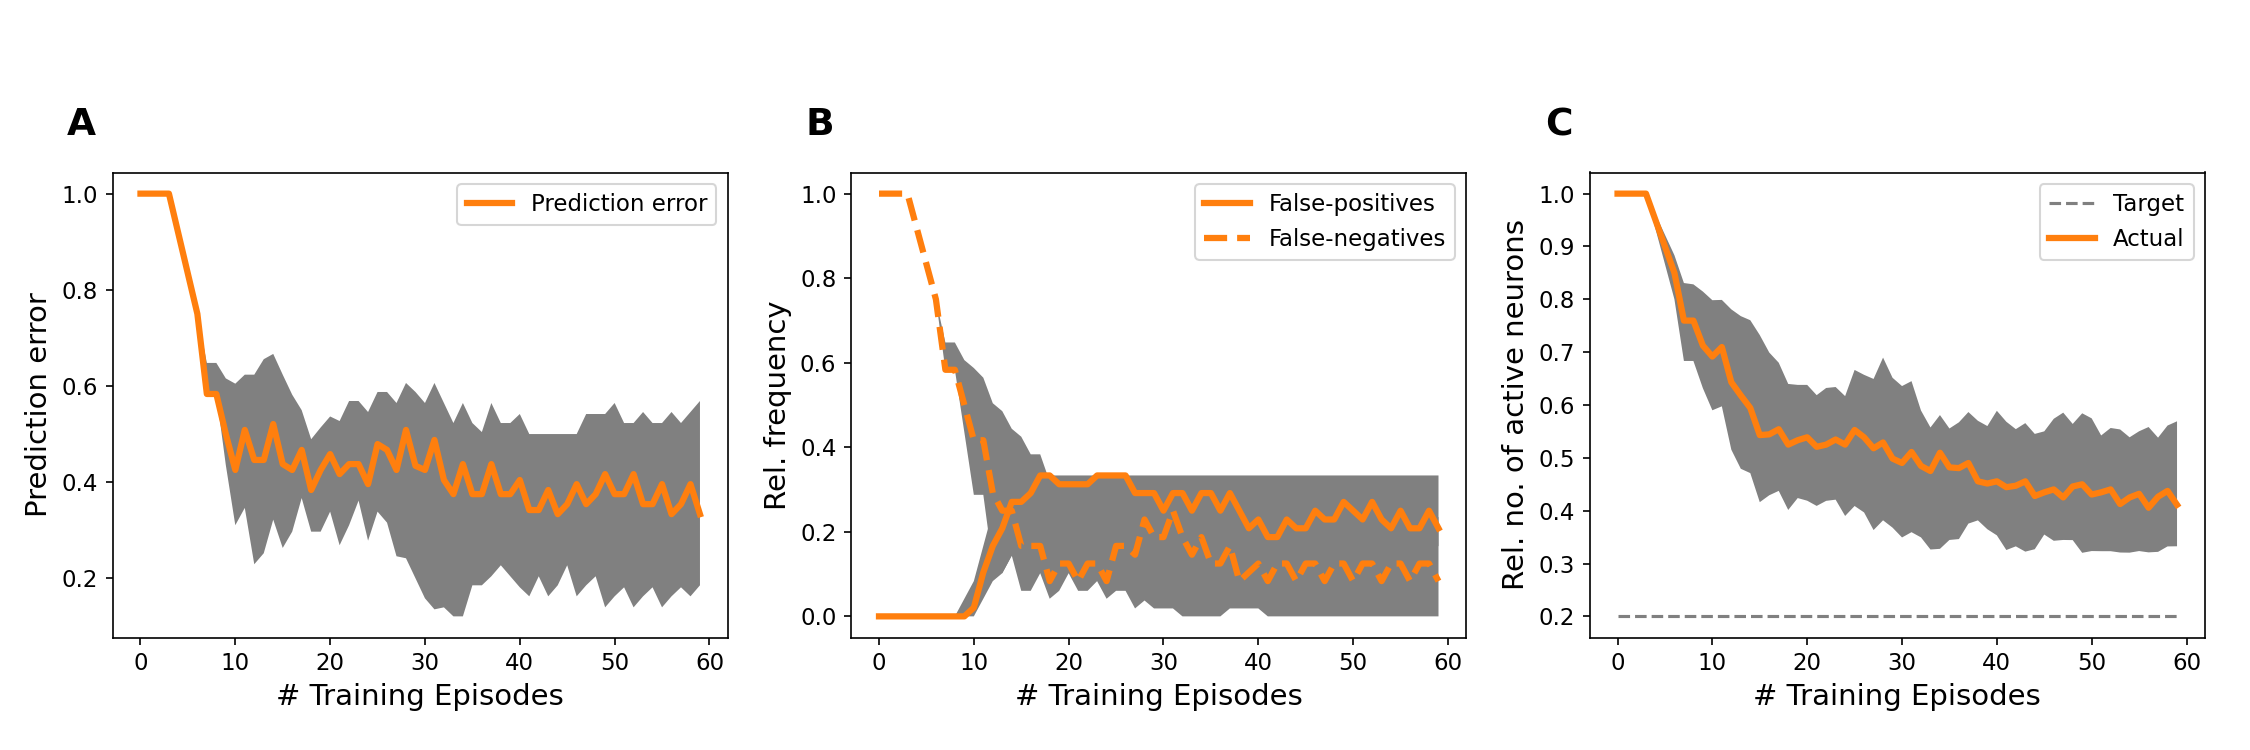 A
B
C
Prediction error
1.0
0.8
0.6
0.4
0.2
0 10 20 30 40 50 60
# Training Episodes
Prediction error
False-positives
False-negatives
1.0
0.8
0.6
0.4
0.2
0.0
Rel. frequency
0 10 20 30 40 50 60
# Training Episodes
Target
Actual
1.0
0.9
0.8
0.7
0.6
0.5
0.4
0.3
0.2
Rel. no. of active neurons
0 10 20 30 40 50 60
# Training Episodes